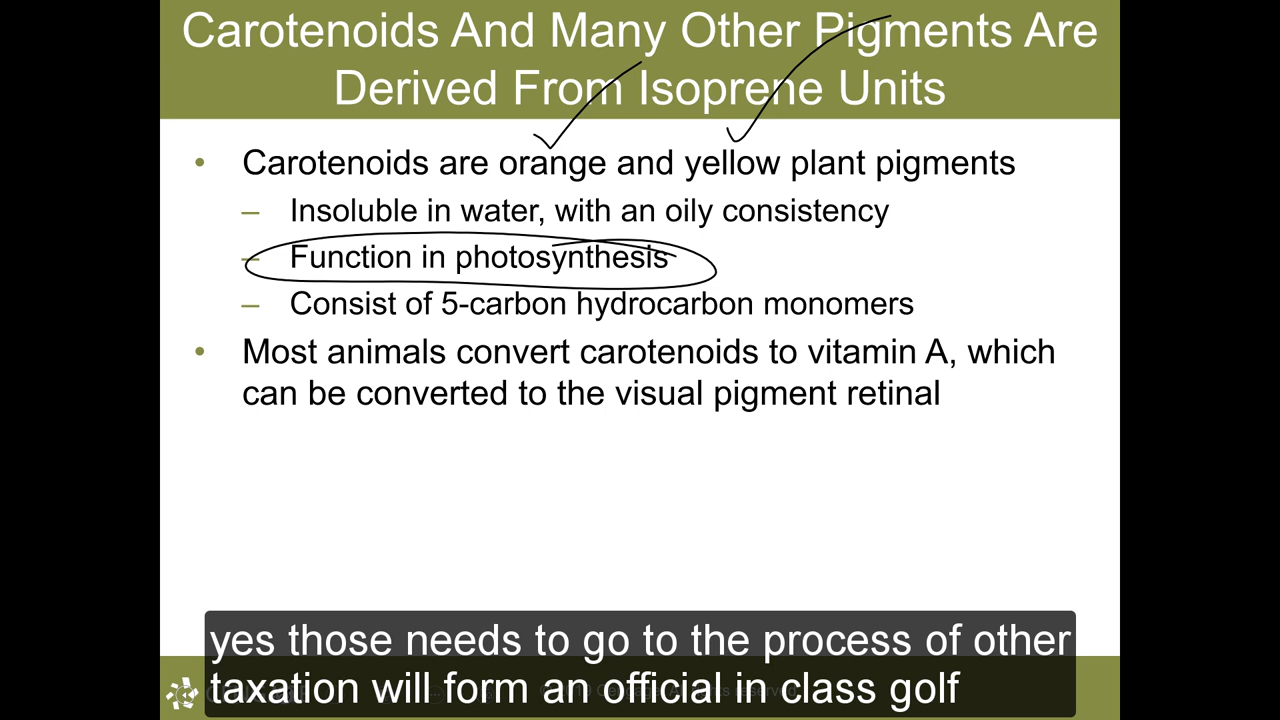 Carotenoids And Many Other Pigments Are
Derived From Isoprene Units
• Carotenoids are orange and yellow plant pigments
– Insoluble in water, with an oily consistency
– Function in photosynthesis
– Consist of 5-carbon hydrocarbon monomers
• Most animals convert carotenoids to vitamin A, which
can be converted to the visual pigment retinal
yes those needs to go to the process of other
taxation will form an official in class golf